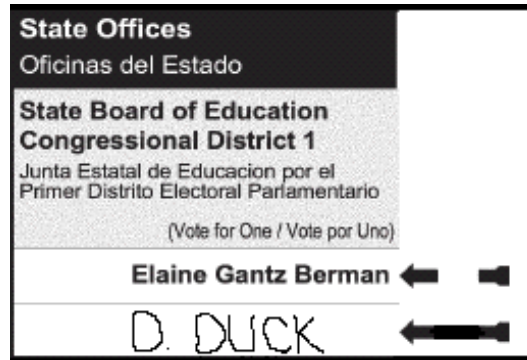 State Offices
Oficinas del Estado
State Board of Education
Congressional District 1
Junta Estatal de Educacion por el
Primer Distrito Electoral Parlamentario
(Vote for One / Vote por Uno)
Elaine Gantz Berman
D. DUCK